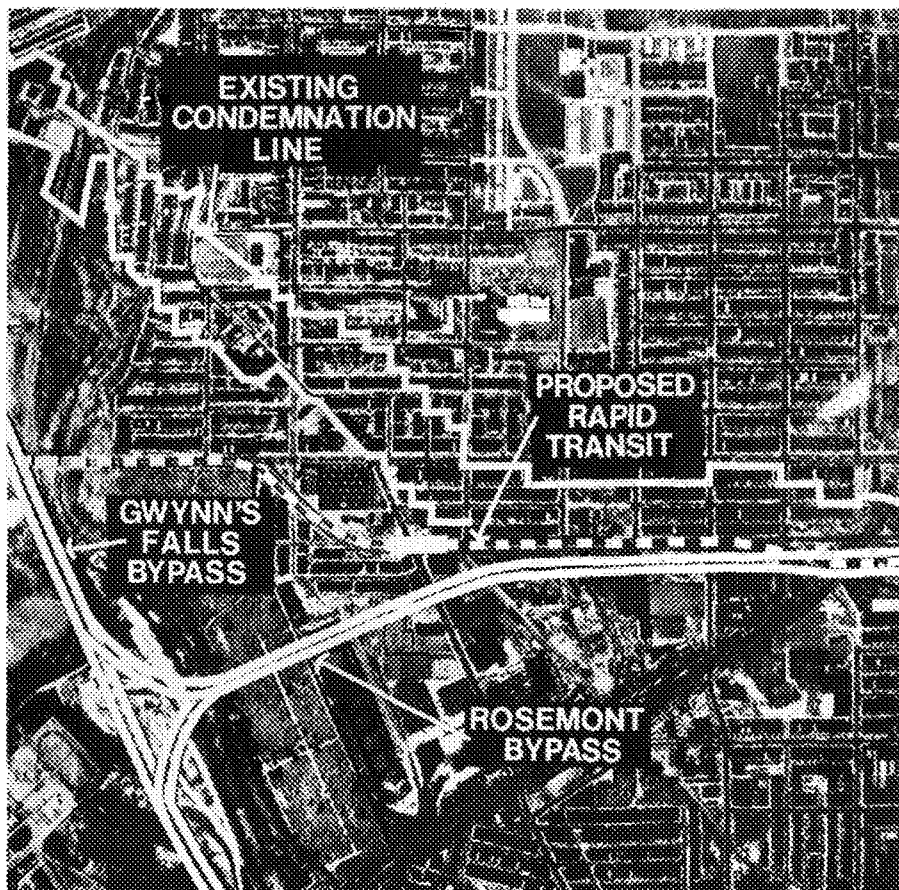 EXISTING
CONDEMNATION
LINE
PROPOSED
RAPID
TRANSIT
GWYNN'S
FALLS
BYPASS
ROSEMONT
BYPASS